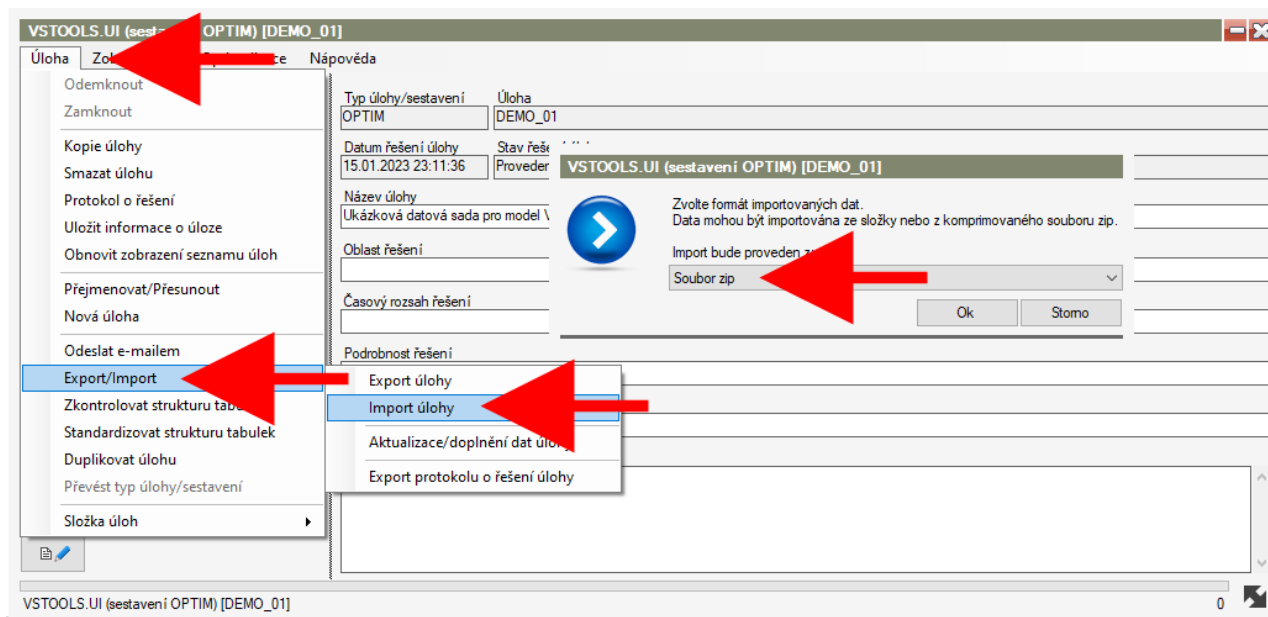 VSTOOLS.UI (sestavení OPTIM) [DEMO_01]
Úloha Nápověda
Odemknout
Zamknout
Kopie úlohy
Smazat úlohu
Protokol o řešení
Uložit informace o úloze
Obnovit zobrazení seznamu úloh
Přejmenovat/Přesunout
Nová úloha
Odeslat e-mailem
Export/Import
Zkontrolovat strukturu
Standardizovat strukturu tabulek
Duplikovat úlohu
Převést typ úlohy/sestavení
Složka úloh
Export úlohy
Import úlohy
Aktualizace/doplnění dat úlohy
Export protokolu o řešení úlohy
Typ úlohy/sestavení Úloha
OPTIM DEMO_01
Datum řešení úlohy Stav
15.01.2023 23:11:36
Název úlohy
Ukázková datová sada pro model
Oblast řešení
Časový rozsah řešení
Podrobnost řešení
VSTOOLS.UI (sestavení OPTIM) [DEMO_01]
Zvolte formát importovaných dat.
Data mohou být importována ze složky nebo z komprimovaného souboru zip.
Import bude proveden
Soubor zip
Ok Storno
VSTOOLS.UI (sestavení OPTIM) [DEMO_01] 0